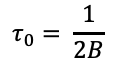 τ₀ = 1/(2B)